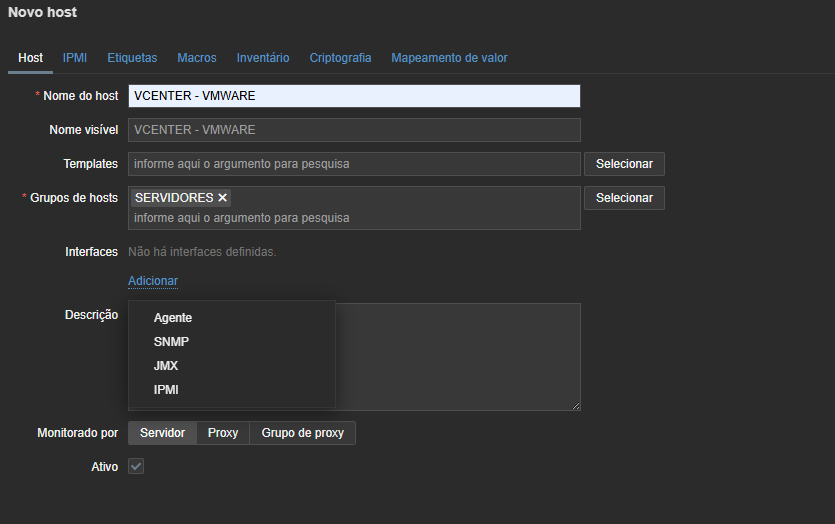 Novo host
Host IPMI Etiquetas Macros Inventário Criptografia Mapeamento de valor
* Nome do host VCENTER - VMWARE
Nome visível VCENTER - VMWARE
Templates informe aqui o argumento para pesquisa Selecionar
* Grupos de hosts SERVIDORES ✕ Selecionar
informe aqui o argumento para pesquisa
Interfaces Não há interfaces definidas.
Adicionar
Descrição
Agente
SNMP
JMX
IPMI
Monitorado por Servidor Proxy Grupo de proxy
Ativo